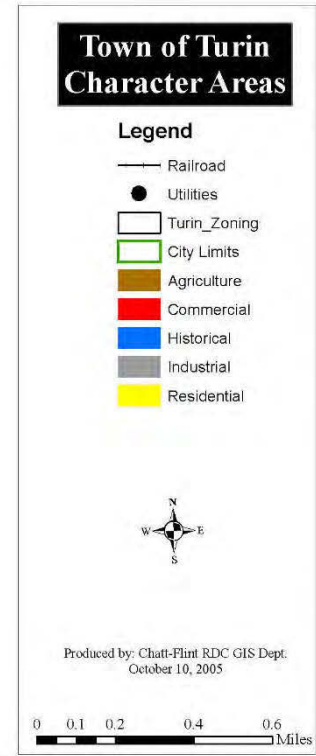 Town of Turin
Character Areas
Legend
Railroad
Utilities
Turin_Zoning
City Limits
Agriculture
Commercial
Historical
Industrial
Residential
N
W E
S
Produced by: Chatt-Flint RDC GIS Dept.
October 10, 2005
0 0.1 0.2 0.4 0.6
Miles